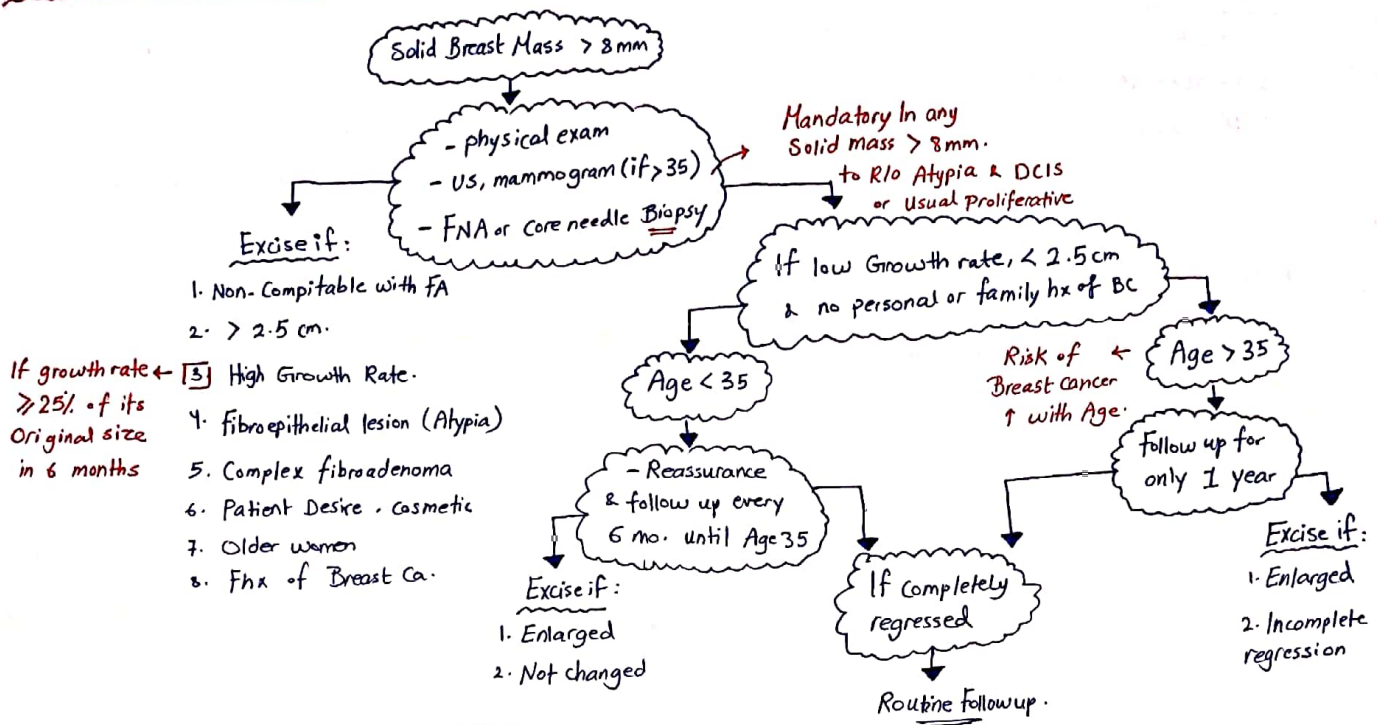 Solid Breast Mass > 8mm
- physical exam
- US, mammogram (if > 35)
- FNA or core needle Biopsy
Mandatory In any
Solid mass > 8mm.
to R/o Atypia & DCIS
or usual proliferative
Excise if:
1. Non-Compitable with FA
2. > 2.5 cm.
3 High Growth Rate.
If growth rate
≥ 25% of its
Original size
in 6 months
4. Fibroepithelial lesion (Atypia)
5. Complex fibroadenoma
6. Patient Desire. cosmetic
7. Older women
8. Fhx of Breast Ca.
If low Growth rate, < 2.5cm
& no personal or family hx of BC
Age < 35
- Reassurance
& follow up every
6 mo. until Age 35
Excise if:
1. Enlarged
2. Not changed
Age > 35
Risk of
Breast cancer
↑ with Age.
Follow up for
only 1 year
Excise if:
1. Enlarged
2. Incomplete
regression
If completely
regressed
Routine Followup.